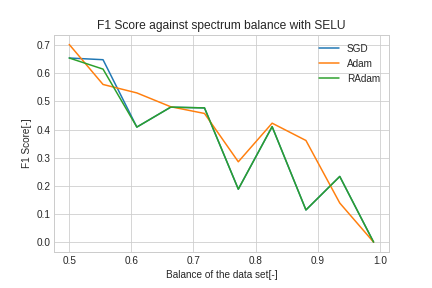 F1 Score against spectrum balance with SELU
SGD
Adam
RAdam
F1 Score[-]
0.7
0.6
0.5
0.4
0.3
0.2
0.1
0.0
0.5 0.6 0.7 0.8 0.9 1.0
Balance of the data set[-]